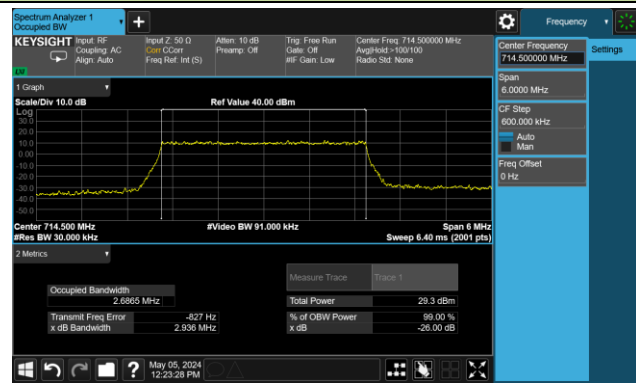 Spectrum Analyzer 1
Occupied BW
Frequency
KEYSIGHT
Input: RF
Coupling: AC
Align: Auto
Input Z: 50 Ω
Corr CCorr
Freq Ref: Int (S)
Atten: 10 dB
Preamp: Off
Trig: Free Run
Gate: Off
#IF Gain: Low
Center Freq: 714.500000 MHz
Avg|Hold:>100/100
Radio Std: None
Center Frequency
714.500000 MHz
Settings
Span
6.0000 MHz
CF Step
600.000 kHz
Auto
Man
Freq Offset
0 Hz
1 Graph
Scale/Div 10.0 dB
Ref Value 40.00 dBm
Log
30.0
20.0
10.0
0.00
-10.0
-20.0
-30.0
-40.0
-50.0
Center 714.500 MHz
#Video BW 91.000 kHz
Span 6 MHz
#Res BW 30.000 kHz
Sweep 6.40 ms (2001 pts)
2 Metrics
Measure Trace
Trace 1
Occupied Bandwidth
2.6865 MHz
Total Power
29.3 dBm
Transmit Freq Error
-827 Hz
% of OBW Power
99.00 %
x dB Bandwidth
2.936 MHz
x dB
-26.00 dB
May 05, 2024
12:23:28 PM